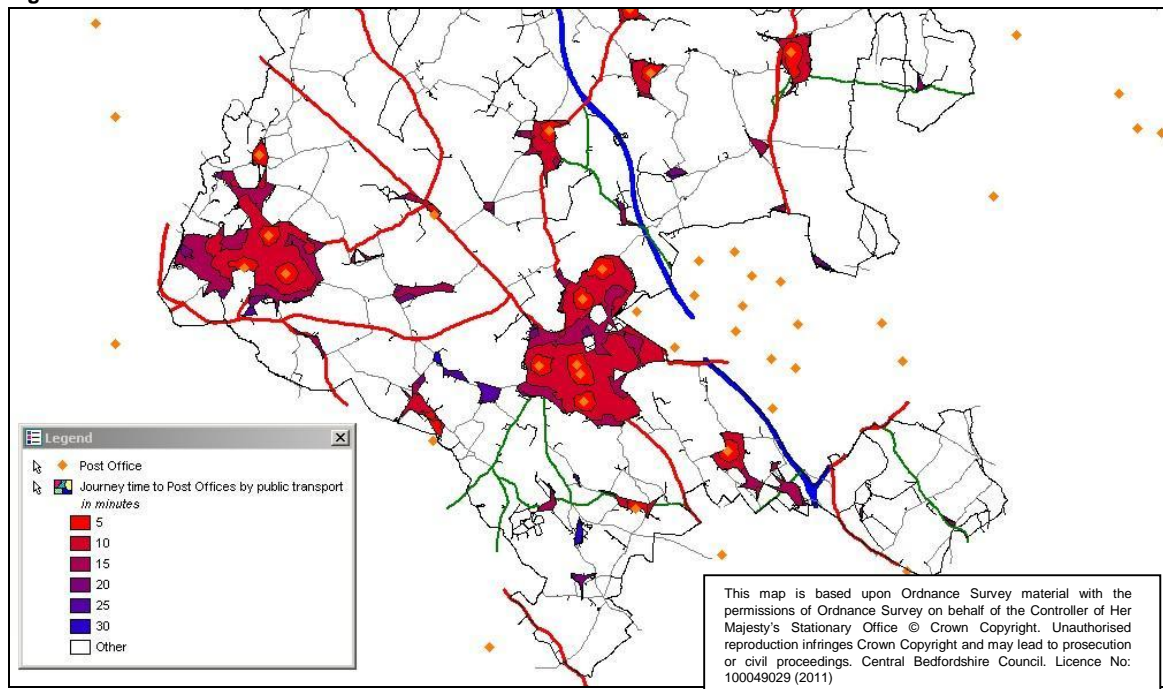 Legend
Post Office
Journey time to Post Offices by public transport
in minutes
5
10
15
20
25
30
Other
This map is based upon Ordnance Survey material with the
permissions of Ordnance Survey on behalf of the Controller of Her
Majesty's Stationary Office © Crown Copyright. Unauthorised
reproduction infringes Crown Copyright and may lead to prosecution
or civil proceedings. Central Bedfordshire Council. Licence No:
100049029 (2011)